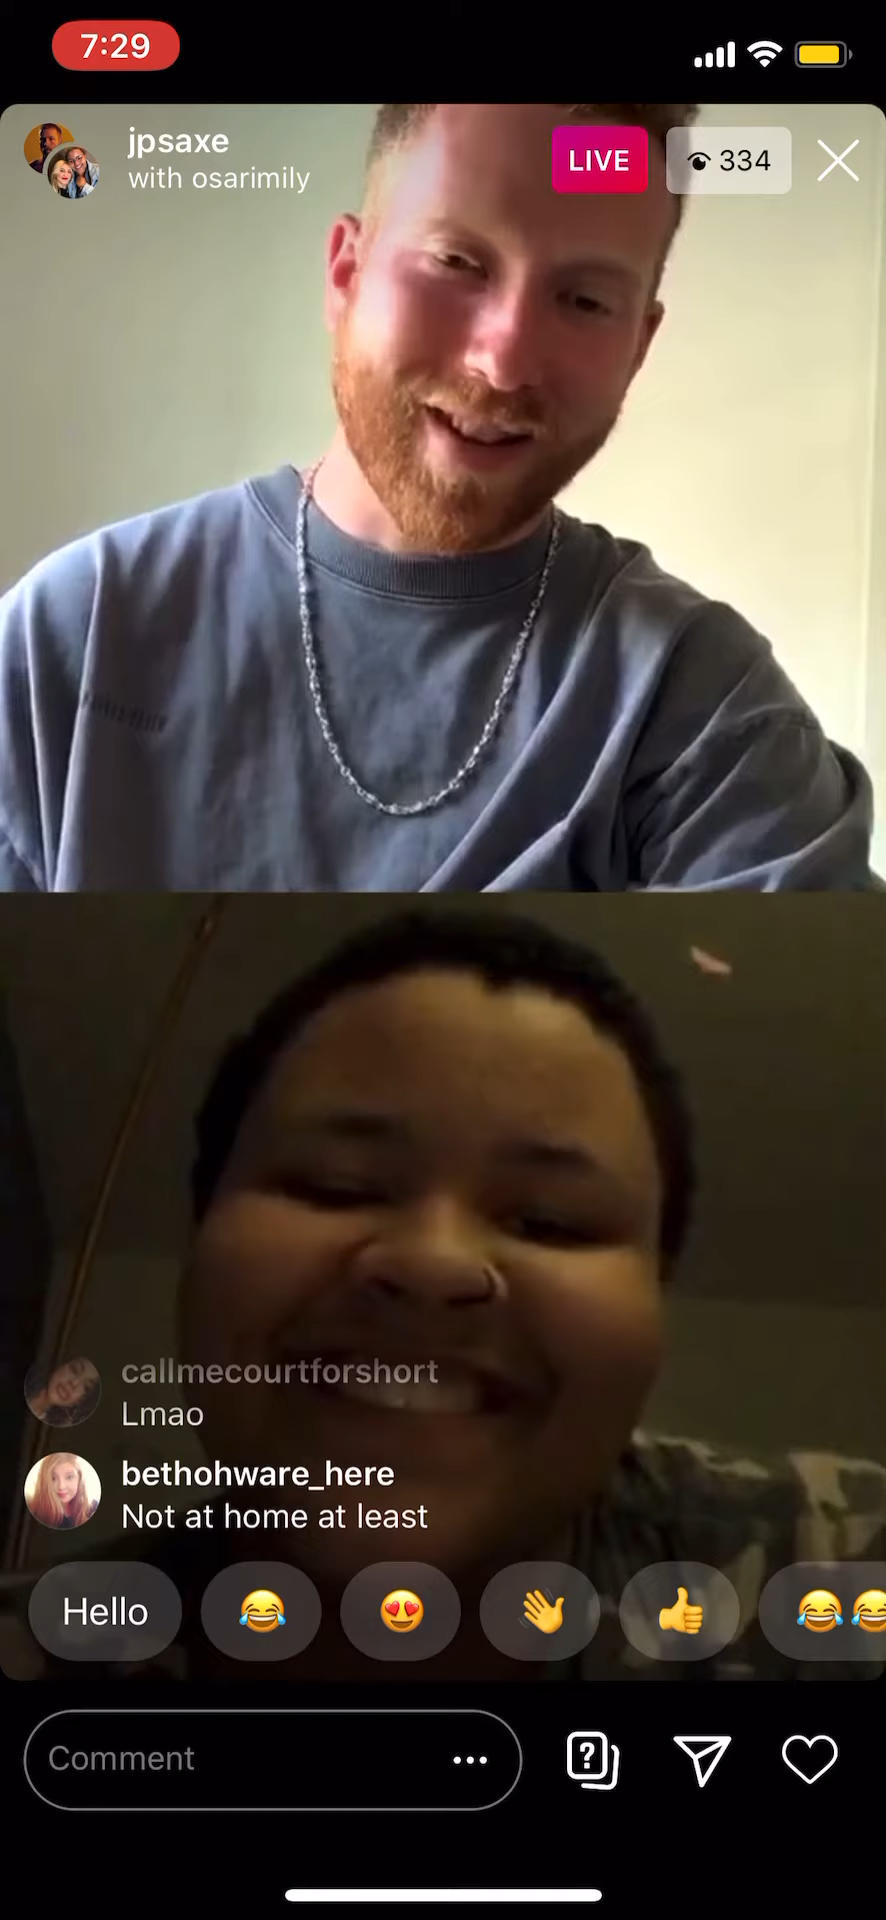 7:29
jpsaxe
with osarimily
LIVE
334
callmecourtforshort
Lmao
bethohware_here
Not at home at least
Hello
Comment